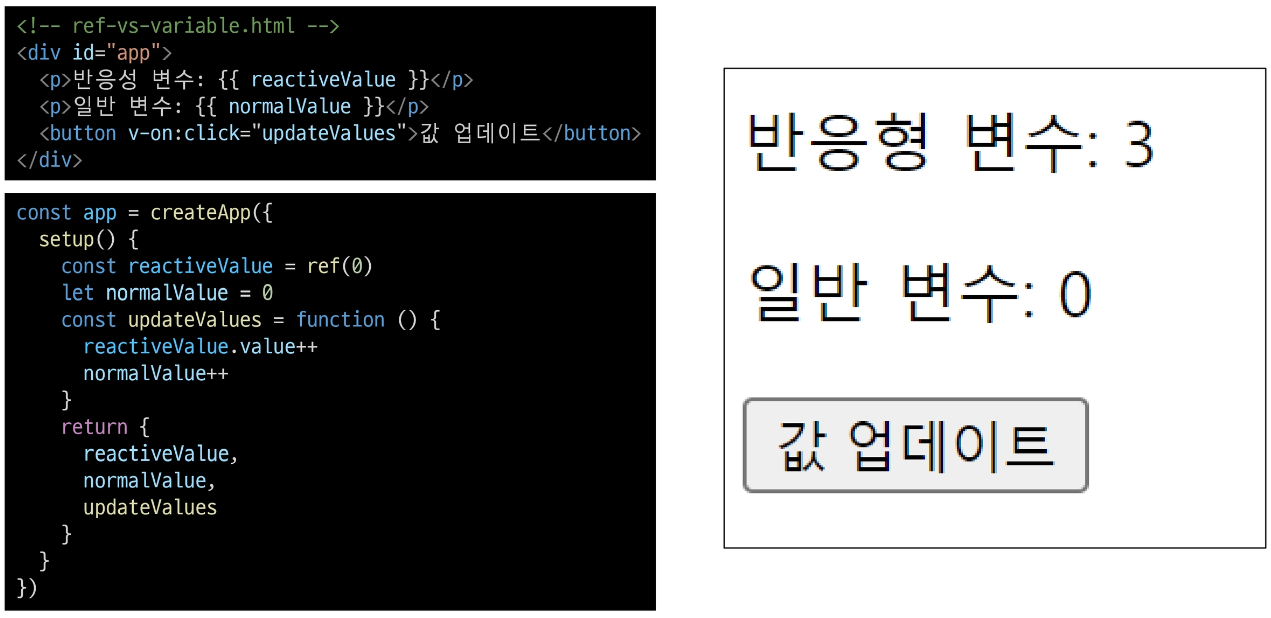 <!-- ref-vs-variable.html -->
<div id="app">
  <p>반응성 변수: {{ reactiveValue }}</p>
  <p>일반 변수: {{ normalValue }}</p>
  <button v-on:click="updateValues">값 업데이트</button>
</div>
const app = createApp({
  setup() {
    const reactiveValue = ref(0)
    let normalValue = 0
    const updateValues = function () {
      reactiveValue.value++
      normalValue++
    }
    return {
      reactiveValue,
      normalValue,
      updateValues
    }
  }
})
반응형 변수: 3
일반 변수: 0
값 업데이트